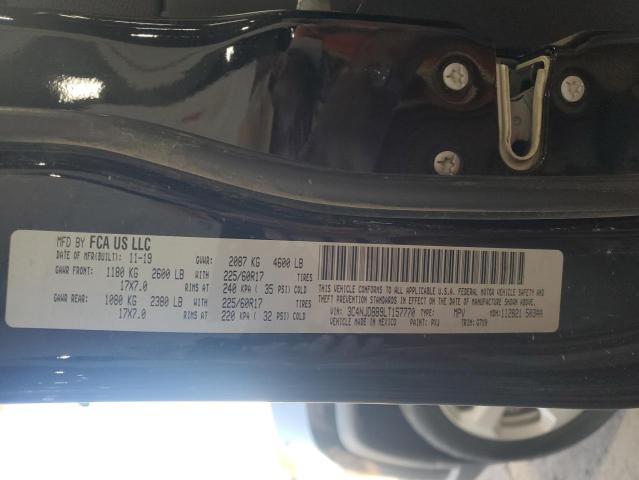 MFD BY FCA US LLC
DATE OF MFR(BUILT): 11-19 GVWR: 2087 KG 4600 LB
GAWR FRONT: 1180 KG 2600 LB WITH 225/60R17 TIRES
17X7.0 RIMS AT 240 KPA ( 35 PSI) COLD
GAWR REAR: 1080 KG 2380 LB WITH 225/60R17 TIRES
17X7.0 RIMS AT 220 KPA ( 32 PSI) COLD
THIS VEHICLE CONFORMS TO ALL APPLICABLE U.S.A. FEDERAL MOTOR VEHICLE SAFETY AND
THEFT PREVENTION STANDARDS IN EFFECT ON THE DATE OF MANUFACTURE SHOWN ABOVE.
VIN: 3C4NJDBB9LT157770 TYPE: MPV MDH:112821 503AA
MADE IN MEXICO PAINT: PXJ TRIM: GTX9